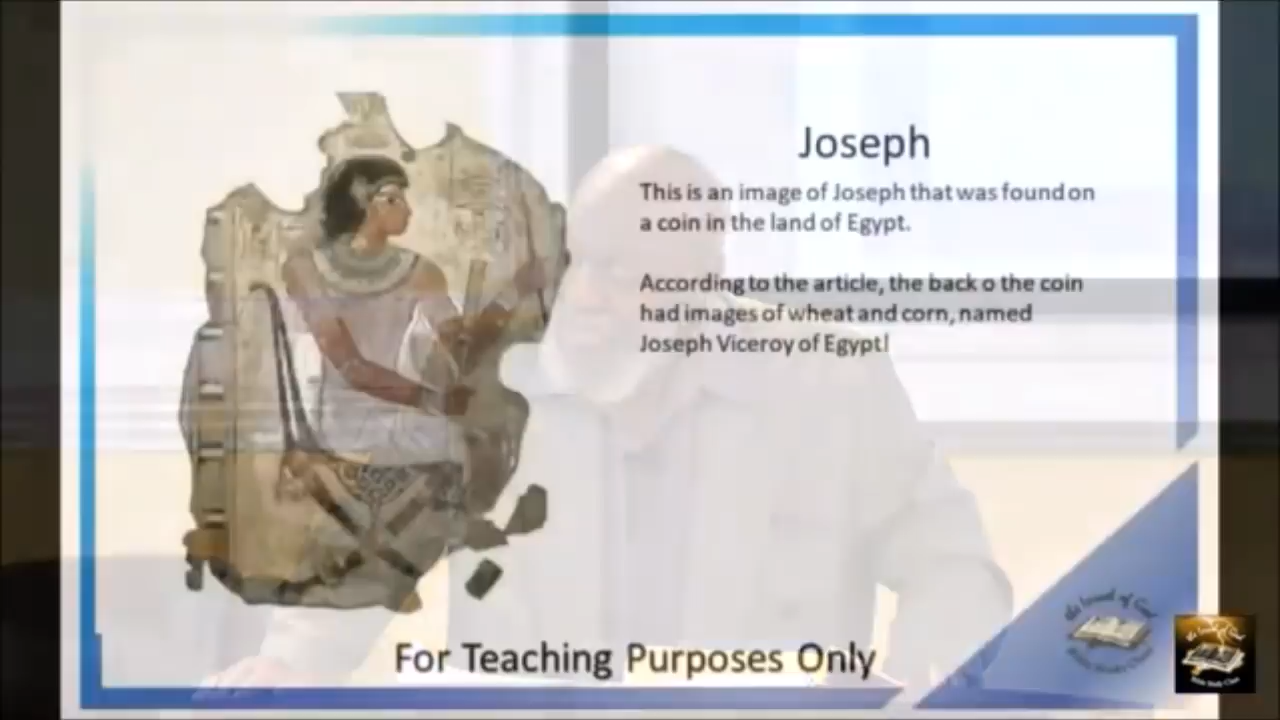 Joseph
This is an image of Joseph that was found on
a coin in the land of Egypt.
According to the article, the back o the coin
had images of wheat and corn, named
Joseph Viceroy of Egypt!
For Teaching Purposes Only